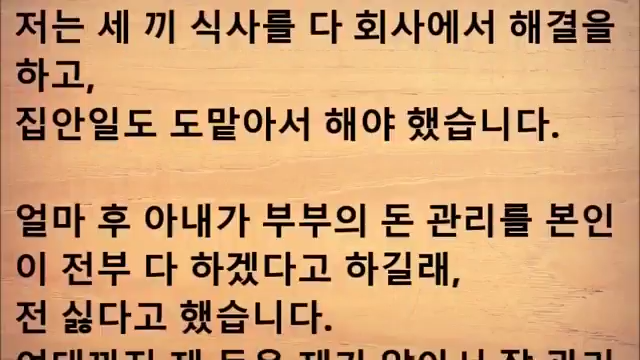 저는 세 끼 식사를 다 회사에서 해결을
하고,
집안일도 도맡아서 해야 했습니다.
얼마 후 아내가 부부의 돈 관리를 본인
이 전부 다 하겠다고 하길래,
전 싫다고 했습니다.